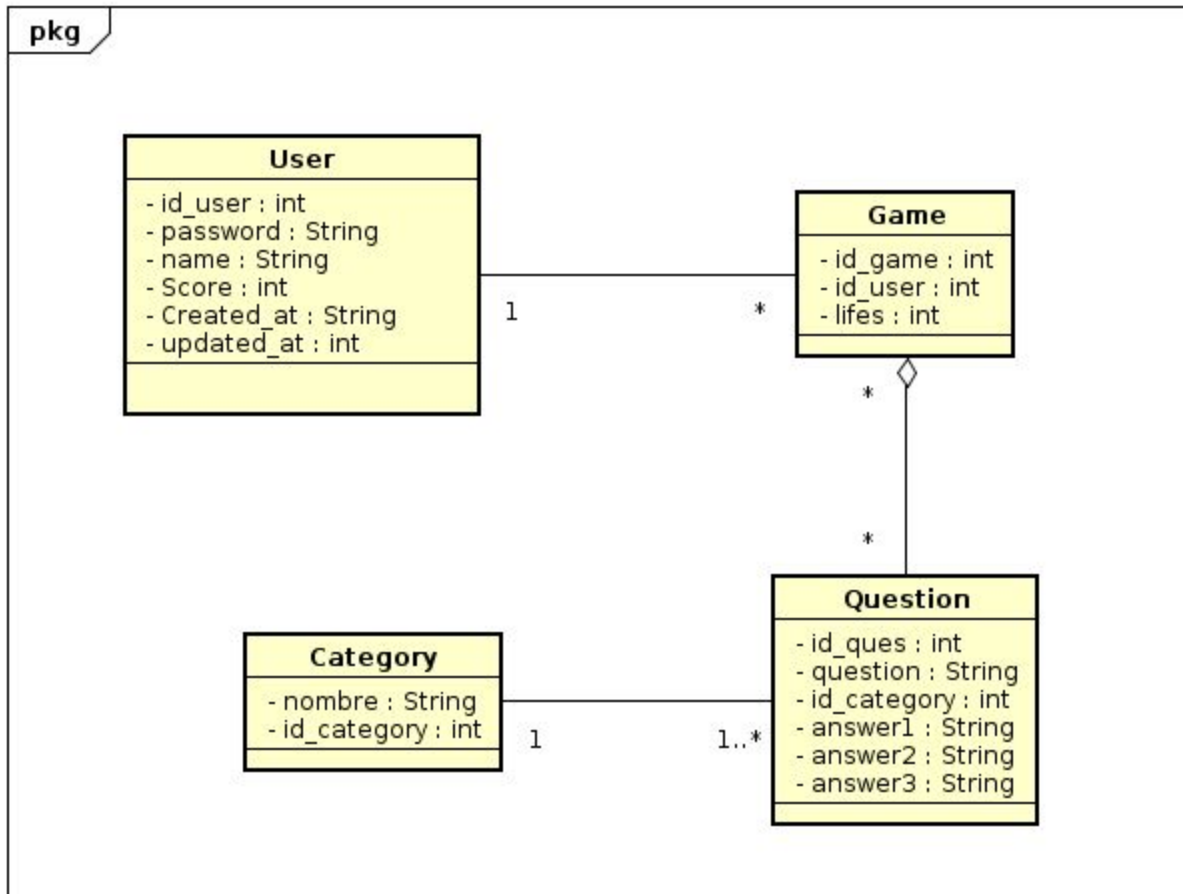 pkg
User
- id_user : int
- password : String
- name : String
- Score : int
- Created_at : String
- updated_at : int
Game
- id_game : int
- id_user : int
- lifes : int
1
*
*
*
Question
- id_ques : int
- question : String
- id_category : int
- answer1 : String
- answer2 : String
- answer3 : String
Category
- nombre : String
- id_category : int
1
1..*